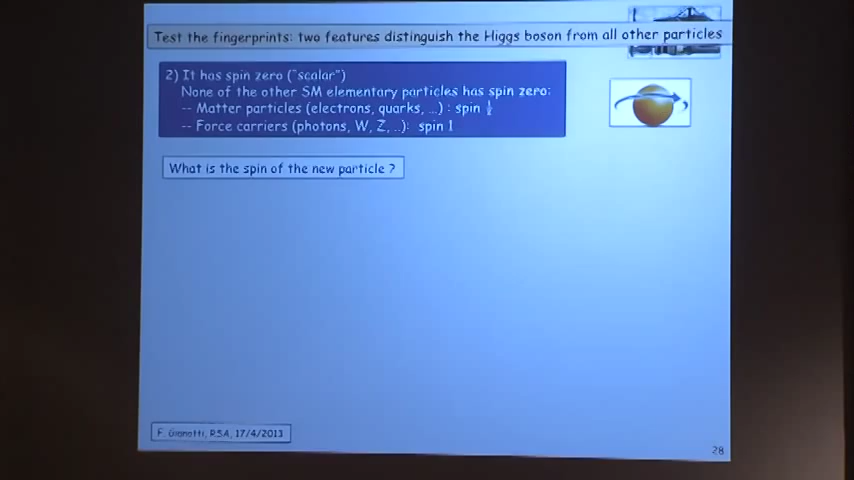 Test the fingerprints: two features distinguish the Higgs boson from all other particles
2) It has spin zero ("scalar")
None of the other SM elementary particles has spin zero:
-- Matter particles (electrons, quarks, …) : spin ½
-- Force carriers (photons, W, Z, ..): spin 1
What is the spin of the new particle ?
F. Gianotti, RSA, 17/4/2013
28